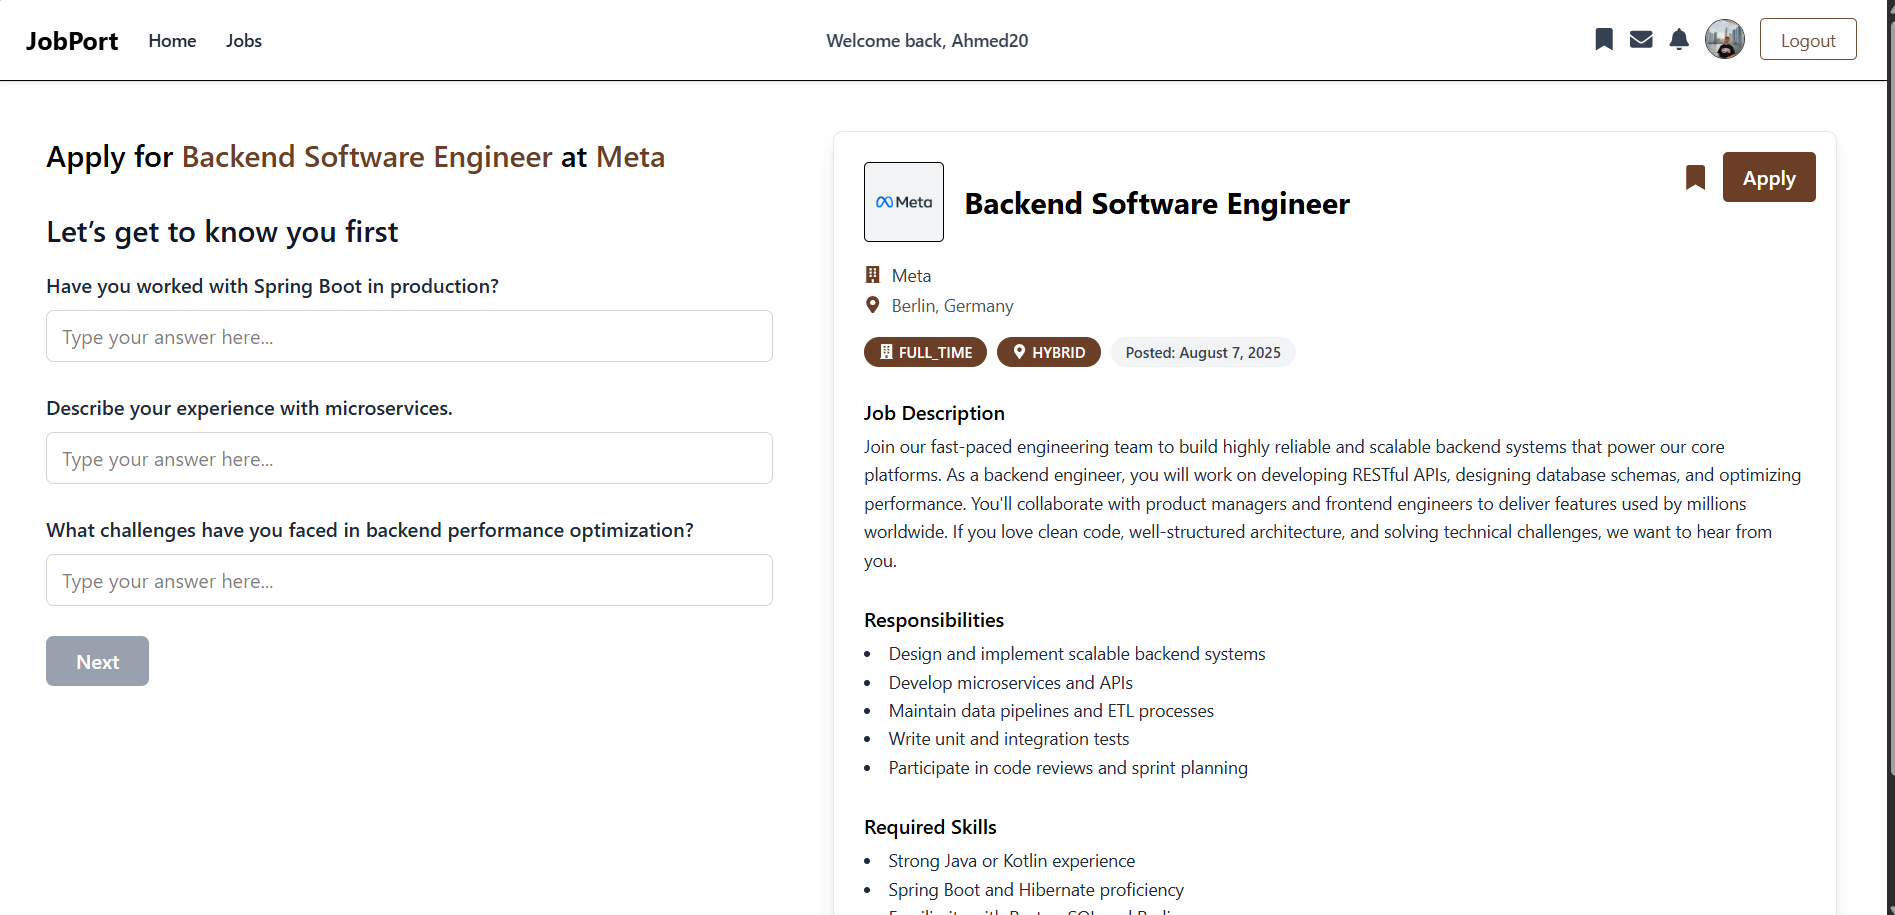 JobPort
Home
Jobs
Welcome back, Ahmed20
Logout
Apply for Backend Software Engineer at Meta
Let’s get to know you first
Have you worked with Spring Boot in production?
Type your answer here...
Describe your experience with microservices.
Type your answer here...
What challenges have you faced in backend performance optimization?
Type your answer here...
Next
Meta
Backend Software Engineer
Apply
Meta
Berlin, Germany
FULL_TIME
HYBRID
Posted: August 7, 2025
Job Description
Join our fast-paced engineering team to build highly reliable and scalable backend systems that power our core
platforms. As a backend engineer, you will work on developing RESTful APIs, designing database schemas, and optimizing
performance. You'll collaborate with product managers and frontend engineers to deliver features used by millions
worldwide. If you love clean code, well-structured architecture, and solving technical challenges, we want to hear from
you.
Responsibilities
• Design and implement scalable backend systems
• Develop microservices and APIs
• Maintain data pipelines and ETL processes
• Write unit and integration tests
• Participate in code reviews and sprint planning
Required Skills
• Strong Java or Kotlin experience
• Spring Boot and Hibernate proficiency